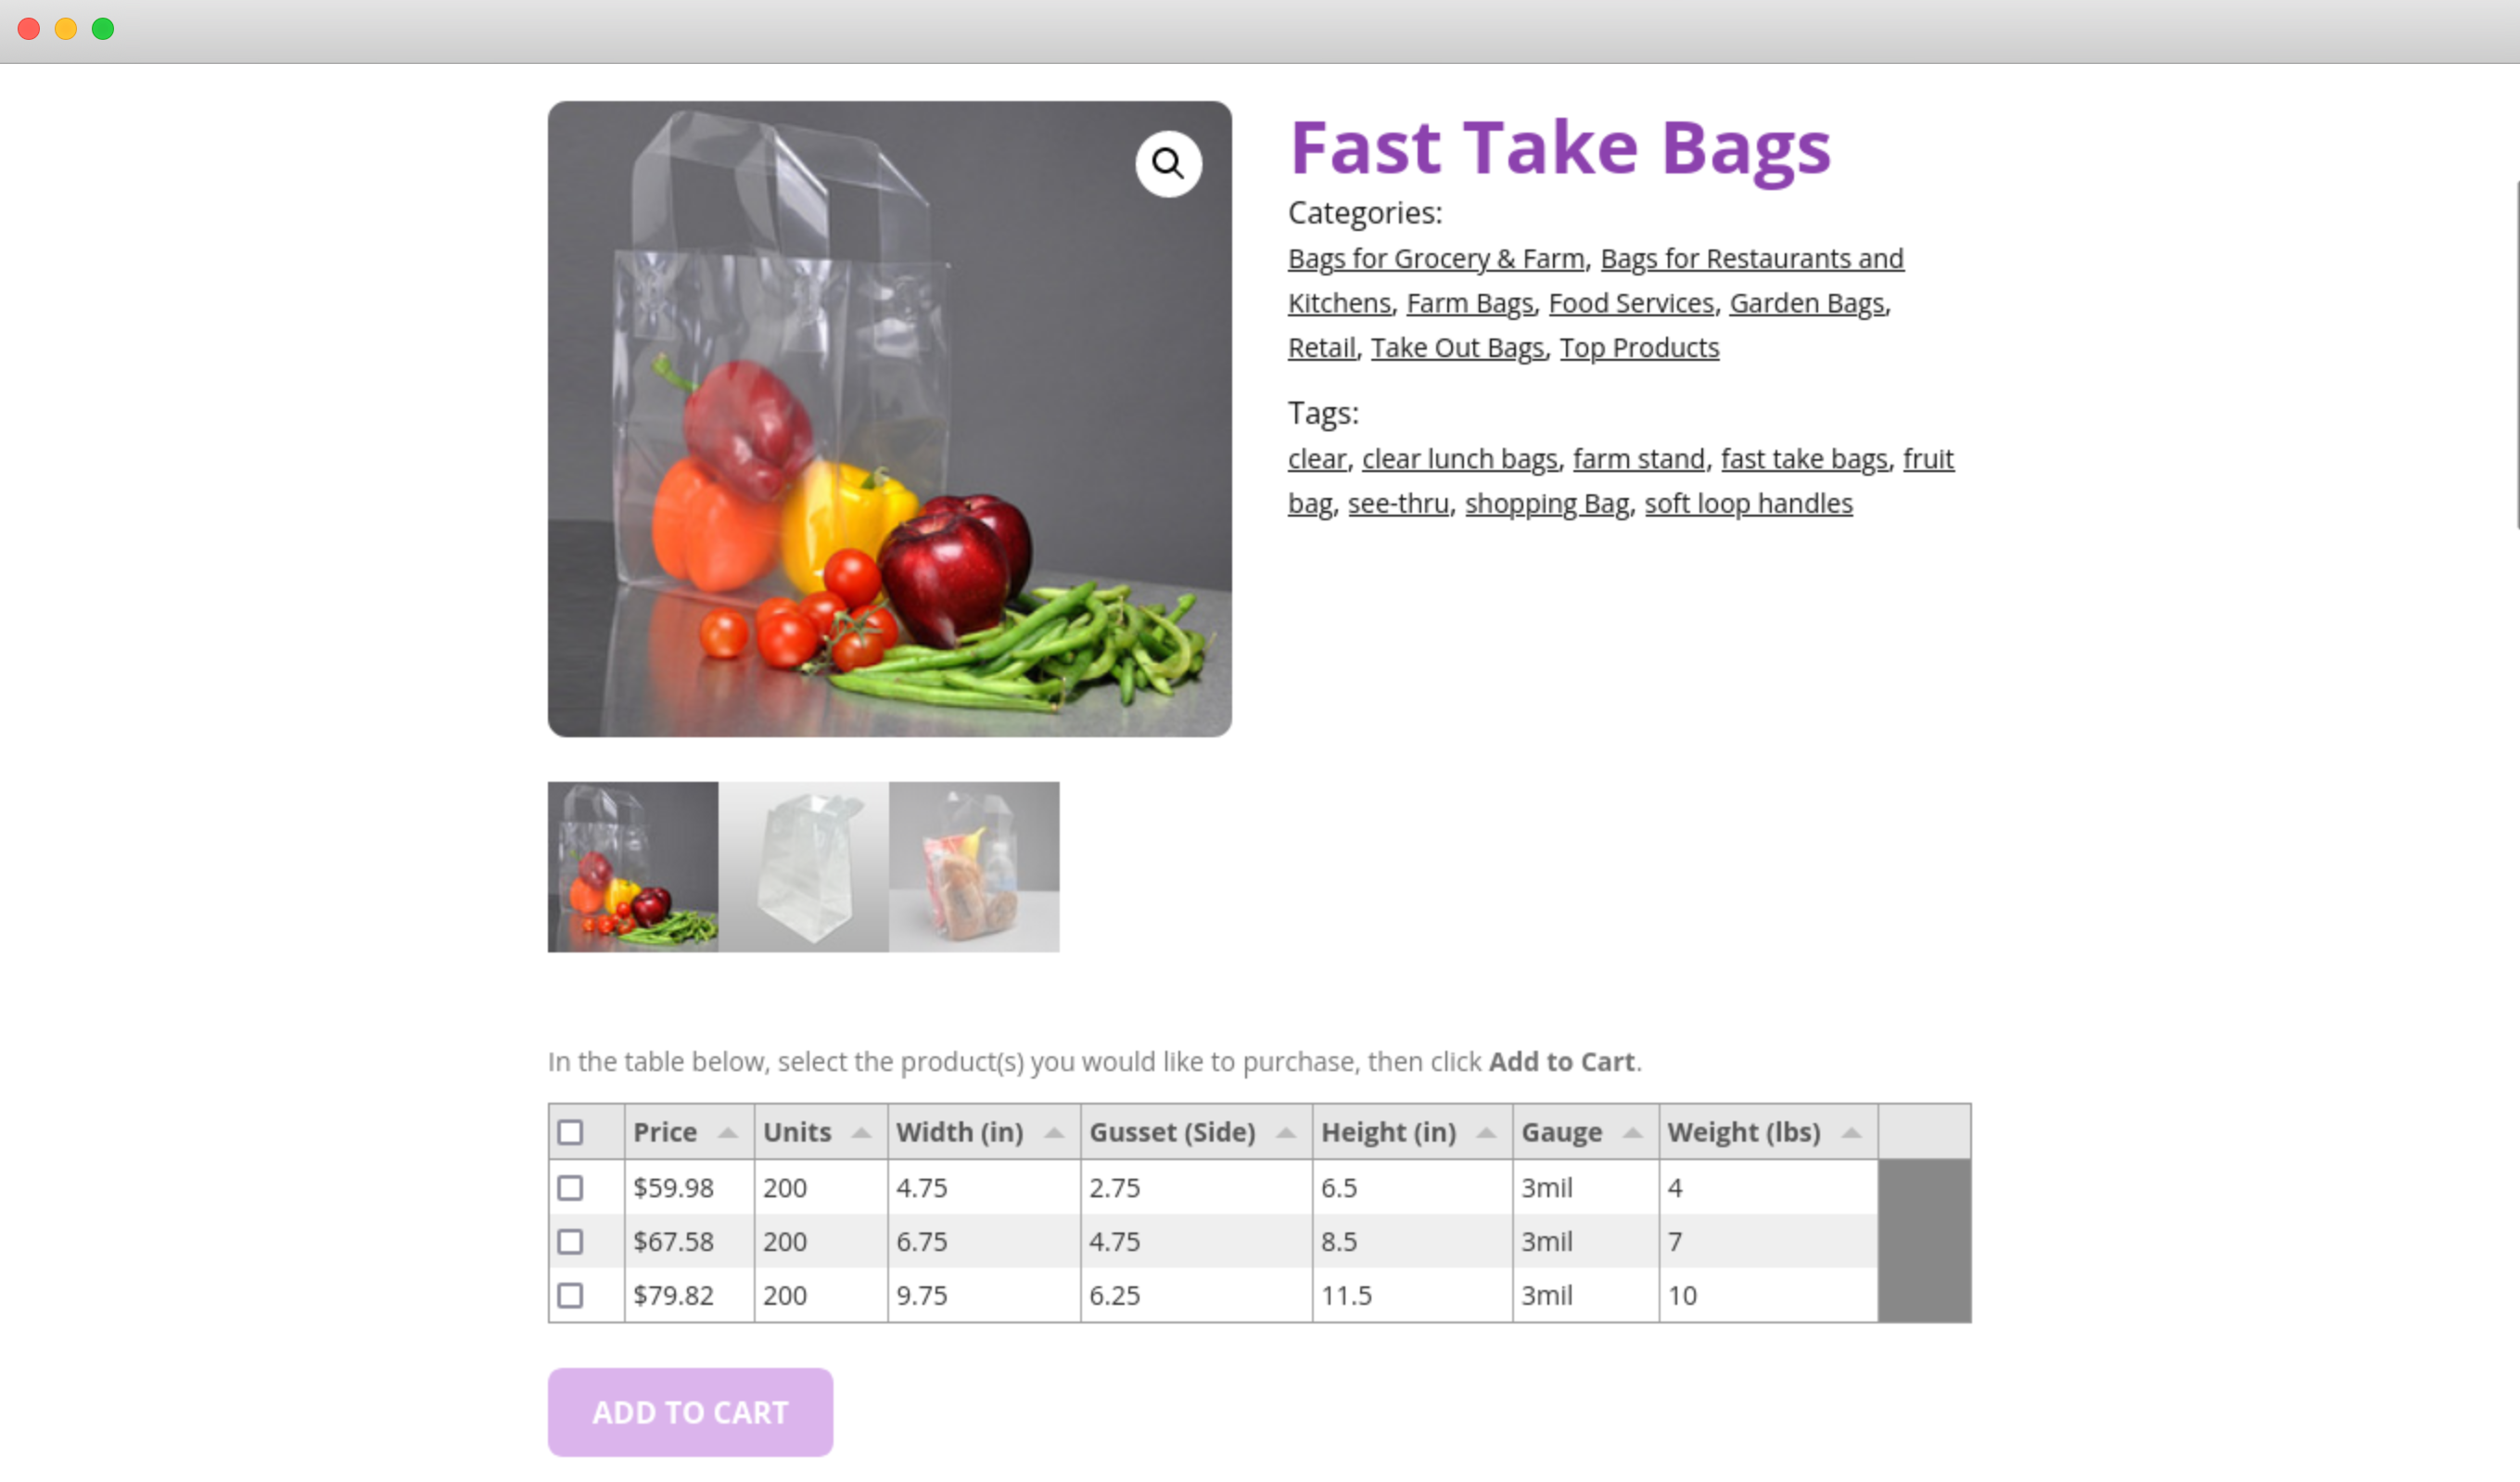 Fast Take Bags
Categories:
Bags for Grocery & Farm, Bags for Restaurants and
Kitchens, Farm Bags, Food Services, Garden Bags,
Retail, Take Out Bags, Top Products
Tags:
clear, clear lunch bags, farm stand, fast take bags, fruit
bag, see-thru, shopping Bag, soft loop handles
In the table below, select the product(s) you would like to purchase, then click Add to Cart.
Price Units Width (in) Gusset (Side) Height (in) Gauge Weight (lbs)
$59.98 200 4.75 2.75 6.5 3mil 4
$67.58 200 6.75 4.75 8.5 3mil 7
$79.82 200 9.75 6.25 11.5 3mil 10
ADD TO CART